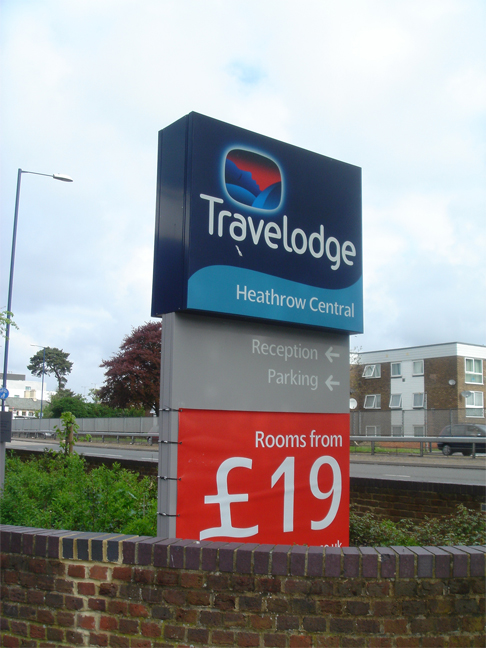 Travelodge
Heathrow Central
Reception ←
Parking ←
Rooms from
£19